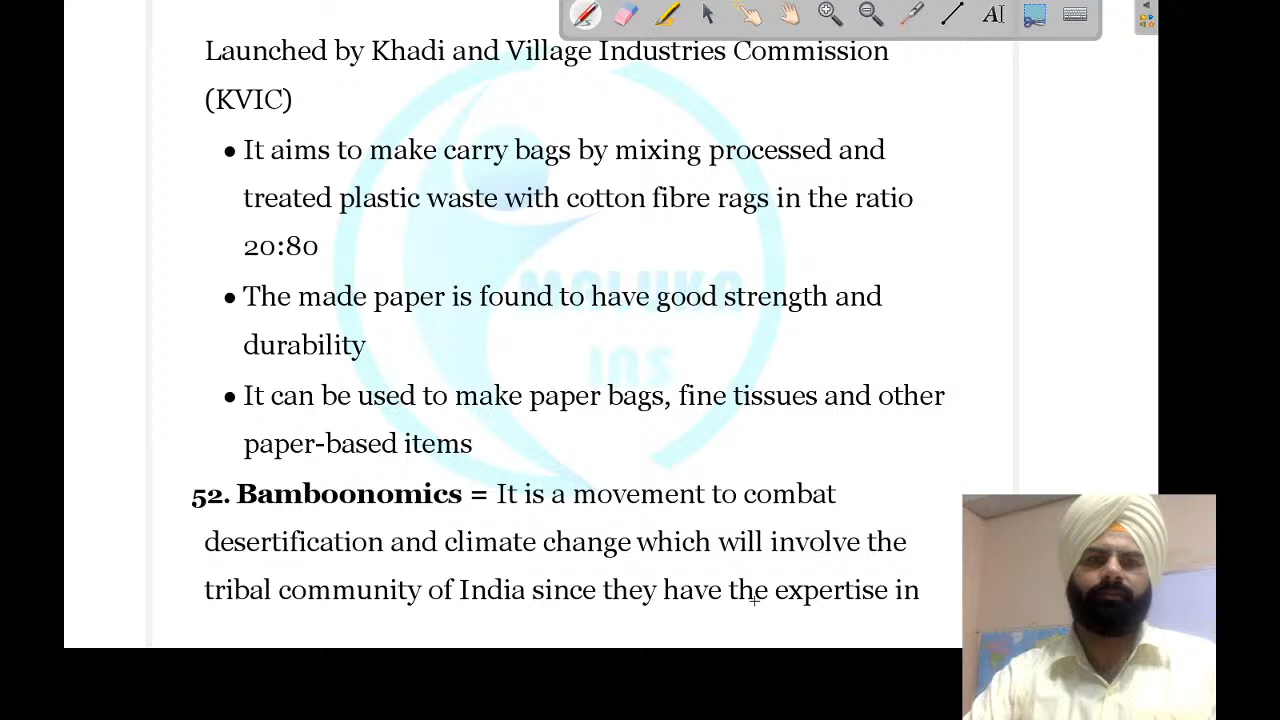 Launched by Khadi and Village Industries Commission
(KVIC)
• It aims to make carry bags by mixing processed and
treated plastic waste with cotton fibre rags in the ratio
20:80
• The made paper is found to have good strength and
durability
• It can be used to make paper bags, fine tissues and other
paper-based items
52. Bamboonomics = It is a movement to combat
desertification and climate change which will involve the
tribal community of India since they have the expertise in
MALUKA
IAS